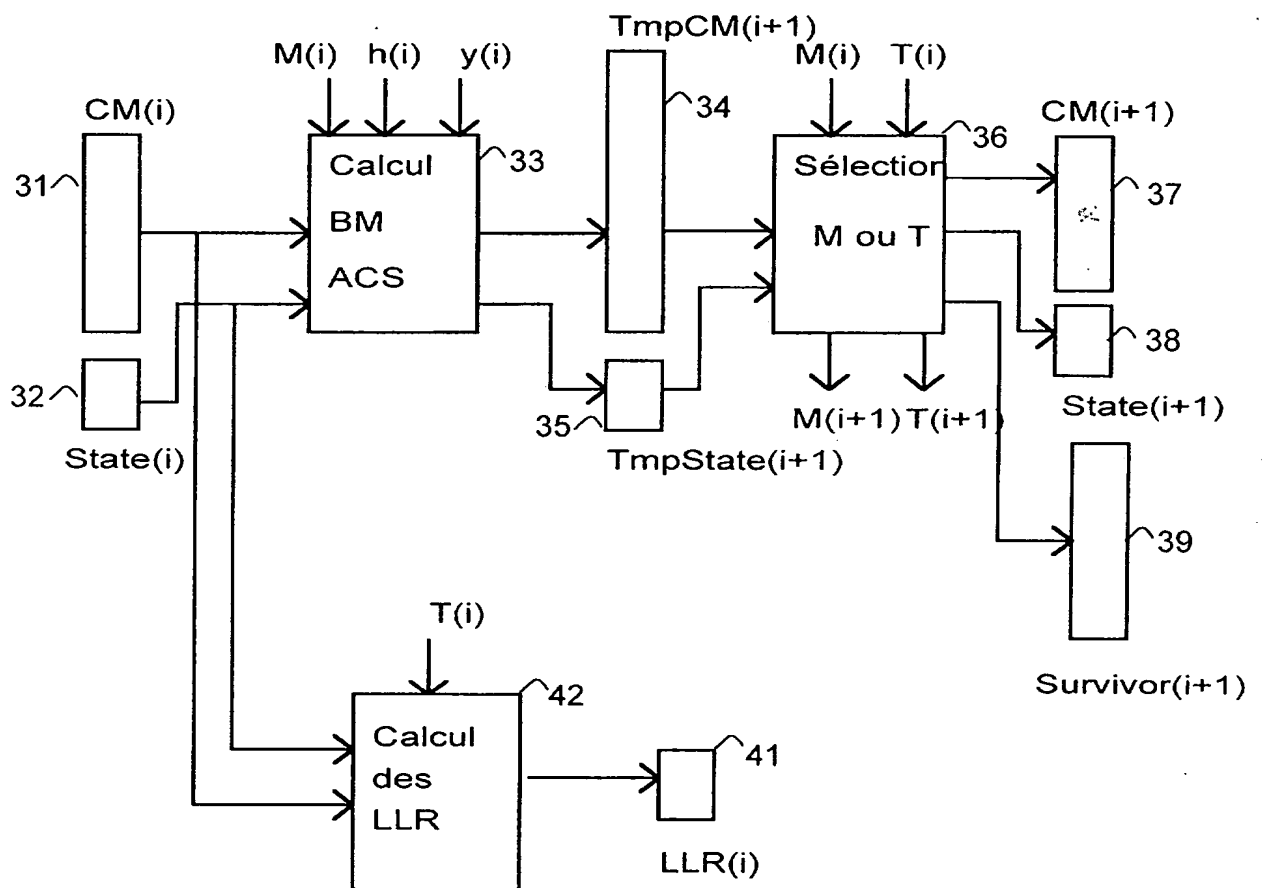 TmpCM(i+1)
M(i) h(i) y(i)
M(i) T(i)
CM(i)
34
CM(i+1)
31
Calcul
BM
ACS
33
Sélection
M ou T
36
37
32
State(i)
35
TmpState(i+1)
M(i+1) T(i+1)
38
State(i+1)
39
Survivor(i+1)
T(i)
42
Calcul
des
LLR
41
LLR(i)